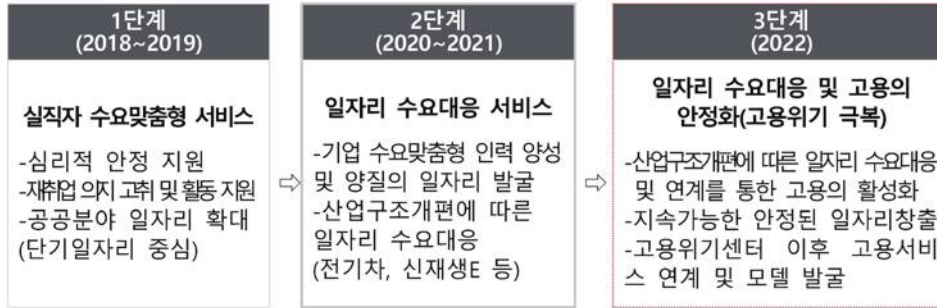 1단계
(2018~2019)
실직자 수요맞춤형 서비스
-심리적 안정 지원
-재취업 의지 고취 및 활동 지원
-공공분야 일자리 확대
(단기일자리 중심)
⇨
2단계
(2020~2021)
일자리 수요대응 서비스
-기업 수요맞춤형 인력 양성
및 양질의 일자리 발굴
-산업구조개편에 따른
일자리 수요대응
(전기차, 신재생E 등)
⇨
3단계
(2022)
일자리 수요대응 및 고용의
안정화(고용위기 극복)
-산업구조개편에 따른 일자리 수요대응
및 연계를 통한 고용의 활성화
-지속가능한 안정된 일자리창출
-고용위기센터 이후 고용서비
스 연계 및 모델 발굴